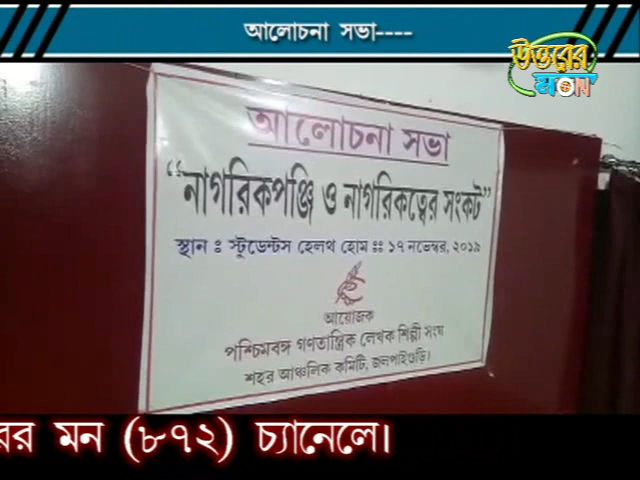 আলোচনা সভা----
উত্তরের
মন
আলোচনা সভা
“নাগরিকপঞ্জি ও নাগরিকত্বের সংকট”
স্থান ঃ স্টুডেন্টস হেলথ হোম ঃঃ ১৭ নভেম্বর, ২০১৯
আয়োজক
পশ্চিমবঙ্গ গণতান্ত্রিক লেখক শিল্পী সংঘ
শহর আঞ্চলিক কমিটি, জলপাইগুড়ি।
মন (৮৭২) চ্যানেলে।